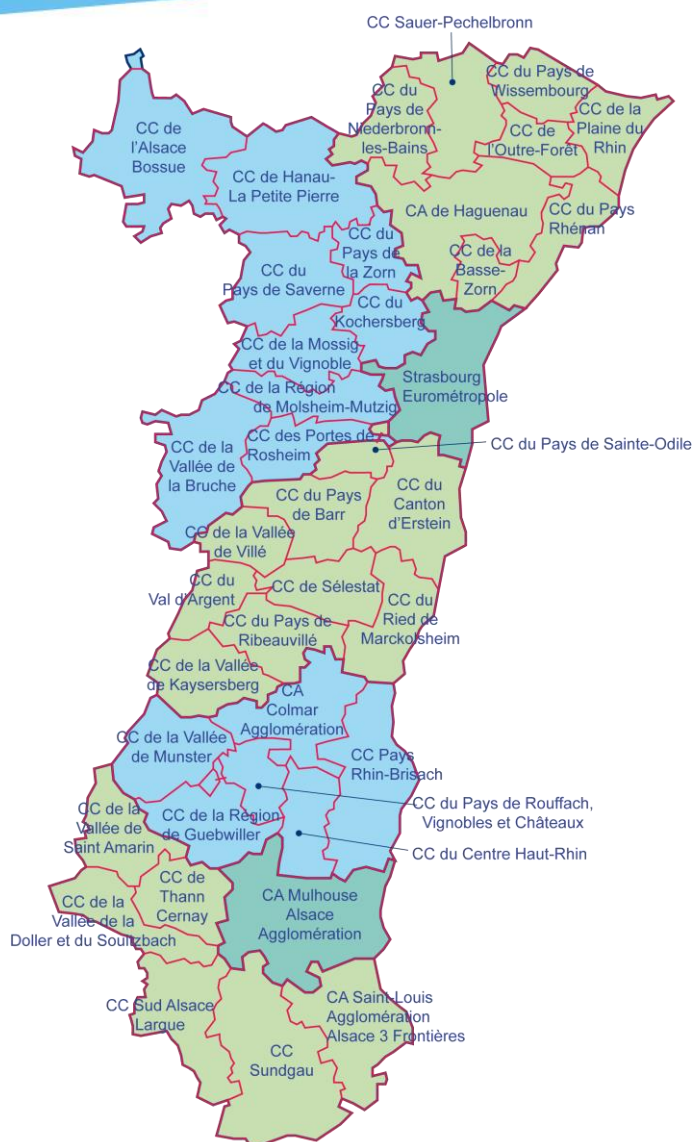 CC Sauer-Pechelbronn
CC du
Pays de
Niederbronn-
les-Bains
CC du Pays de
Wissembourg
CC de la
Plaine du
Rhin
CC de
l'Outre-Forêt
CC de
l'Alsace
Bossue
CC de Hanau-
La Petite Pierre
CA de Haguenau
CC du Pays
Rhénan
CC de la
Basse-
Zorn
CC du
Pays de
la Zorn
CC du
Pays de Saverne
CC du
Kochersberg
CC de la Mossig
et du Vignoble
Strasbourg
Eurométropole
CC de la Région
de Molsheim-Mutzig
CC des Portes de
Rosheim
CC de la
Vallée de
la Bruche
CC du Pays de Sainte-Odile
CC du Pays
de Barr
CC du
Canton
d'Erstein
CC de la Vallée
de Villé
CC du
Val d'Argent
CC de Sélestat
CC du
Ried de
Marckolsheim
CC du Pays de
Ribeauvillé
CC de la Vallée
de Kaysersberg
CA
Colmar
Agglomération
CC de la Vallée
de Munster
CC Pays
Rhin-Brisach
CC du Pays de Rouffach,
Vignobles et Châteaux
CC de la Région
de Guebwiller
CC du Centre Haut-Rhin
CC de la
Vallée de
Saint Amarin
CC de
Thann
Cernay
CA Mulhouse
Alsace
Agglomération
CC de la
Vallée de la
Doller et du Soultzbach
CC Sud Alsace
Largue
CC
Sundgau
CA Saint-Louis
Agglomération
Alsace 3 Frontières